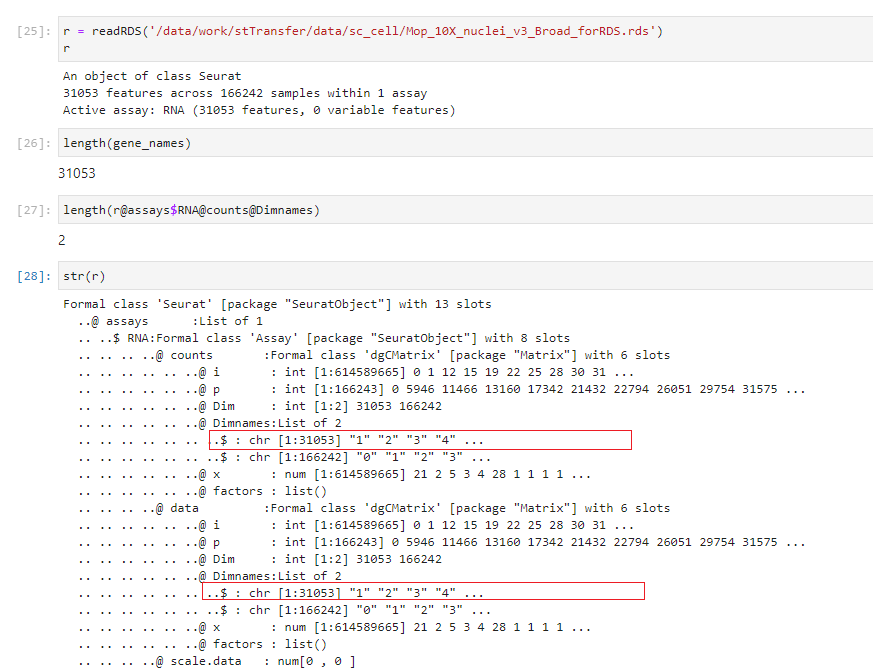 [25]: r = readRDS('/data/work/stTransfer/data/sc_cell/Mop_10X_nuclei_v3_Broad_forRDS.rds')
r
An object of class Seurat
31053 features across 166242 samples within 1 assay
Active assay: RNA (31053 features, 0 variable features)
[26]: length(gene_names)
31053
[27]: length(r@assays$RNA@counts@Dimnames)
2
[28]: str(r)
Formal class 'Seurat' [package "SeuratObject"] with 13 slots
..@ assays      :List of 1
.. ..$ RNA:Formal class 'Assay' [package "SeuratObject"] with 8 slots
.. .. .. ..@ counts       :Formal class 'dgCMatrix' [package "Matrix"] with 6 slots
.. .. .. .. .. ..@ i       : int [1:614589665] 0 1 12 15 19 22 25 28 30 31 ...
.. .. .. .. .. ..@ p       : int [1:166243] 0 5946 11466 13160 17342 21432 22794 26051 29754 31575 ...
.. .. .. .. .. ..@ Dim     : int [1:2] 31053 166242
.. .. .. .. .. ..@ Dimnames:List of 2
.. .. .. .. .. .. ..$ : chr [1:31053] "1" "2" "3" "4" ...
.. .. .. .. .. .. ..$ : chr [1:166242] "0" "1" "2" "3" ...
.. .. .. .. .. ..@ x       : num [1:614589665] 21 2 5 3 4 28 1 1 1 1 ...
.. .. .. .. .. ..@ factors : list()
.. .. .. ..@ data         :Formal class 'dgCMatrix' [package "Matrix"] with 6 slots
.. .. .. .. .. ..@ i       : int [1:614589665] 0 1 12 15 19 22 25 28 30 31 ...
.. .. .. .. .. ..@ p       : int [1:166243] 0 5946 11466 13160 17342 21432 22794 26051 29754 31575 ...
.. .. .. .. .. ..@ Dim     : int [1:2] 31053 166242
.. .. .. .. .. ..@ Dimnames:List of 2
.. .. .. .. .. .. ..$ : chr [1:31053] "1" "2" "3" "4" ...
.. .. .. .. .. .. ..$ : chr [1:166242] "0" "1" "2" "3" ...
.. .. .. .. .. ..@ x       : num [1:614589665] 21 2 5 3 4 28 1 1 1 1 ...
.. .. .. .. .. ..@ factors : list()
.. .. .. ..@ scale.data   : num[0 , 0 ]